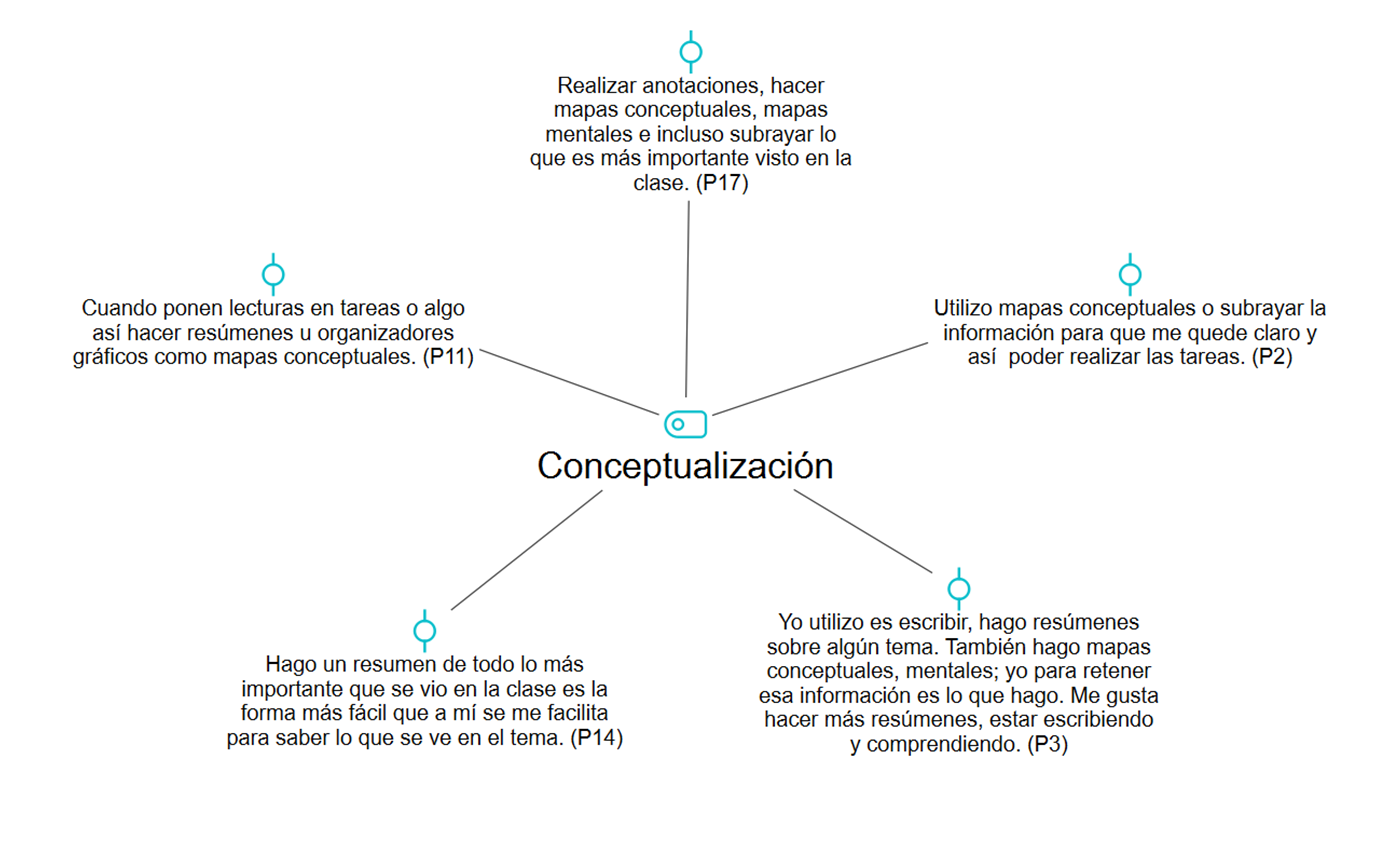 Realizar anotaciones, hacer
mapas conceptuales, mapas
mentales e incluso subrayar lo
que es más importante visto en la
clase. (P17)
Cuando ponen lecturas en tareas o algo
así hacer resúmenes u organizadores
gráficos como mapas conceptuales. (P11)
Utilizo mapas conceptuales o subrayar la
información para que me quede claro y
así  poder realizar las tareas. (P2)
Conceptualización
Hago un resumen de todo lo más
importante que se vio en la clase es la
forma más fácil que a mí se me facilita
para saber lo que se ve en el tema. (P14)
Yo utilizo es escribir, hago resúmenes
sobre algún tema. También hago mapas
conceptuales, mentales; yo para retener
esa información es lo que hago. Me gusta
hacer más resúmenes, estar escribiendo
y comprendiendo. (P3)